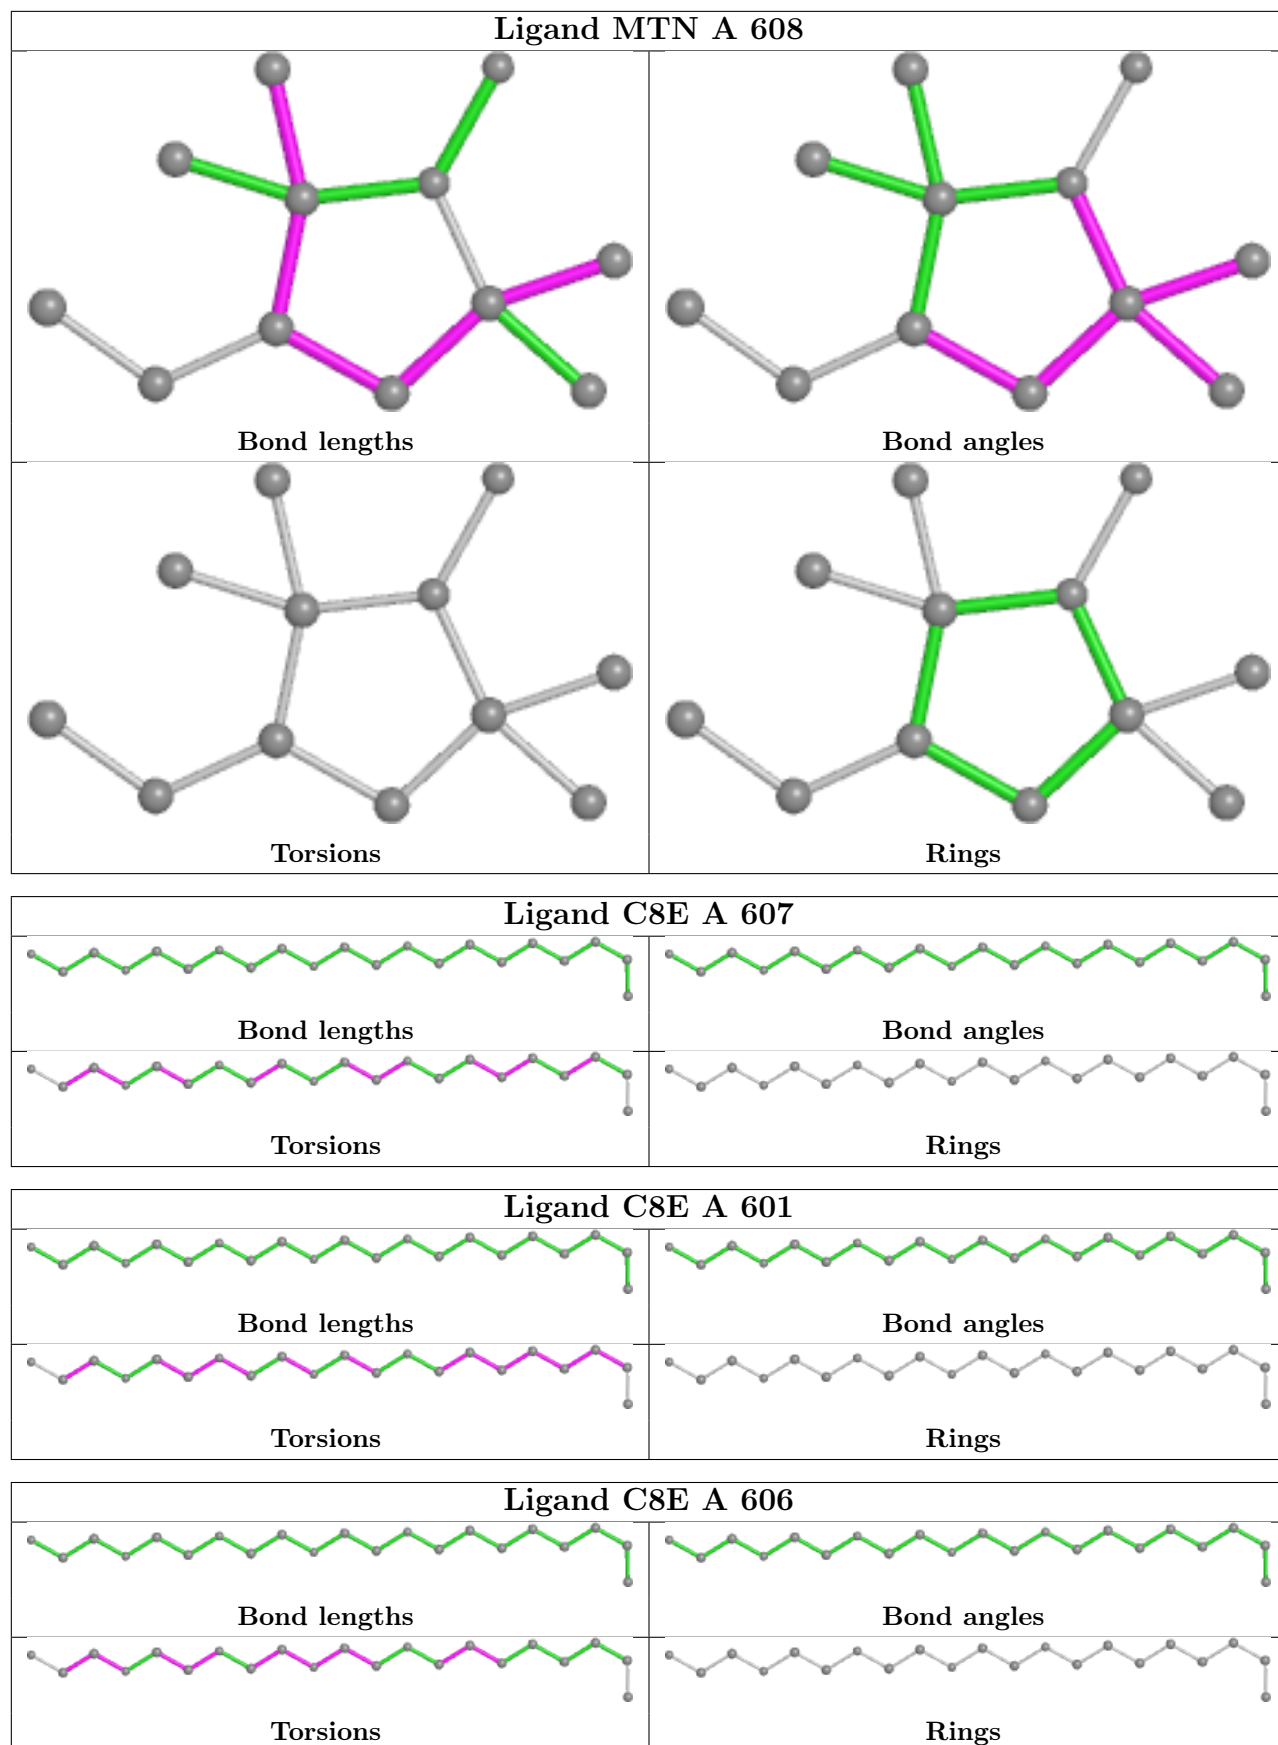 Ligand MTN A 608
Bond lengths
Bond angles
Torsions
Rings
Ligand C8E A 607
Bond lengths
Bond angles
Torsions
Rings
Ligand C8E A 601
Bond lengths
Bond angles
Torsions
Rings
Ligand C8E A 606
Bond lengths
Bond angles
Torsions
Rings